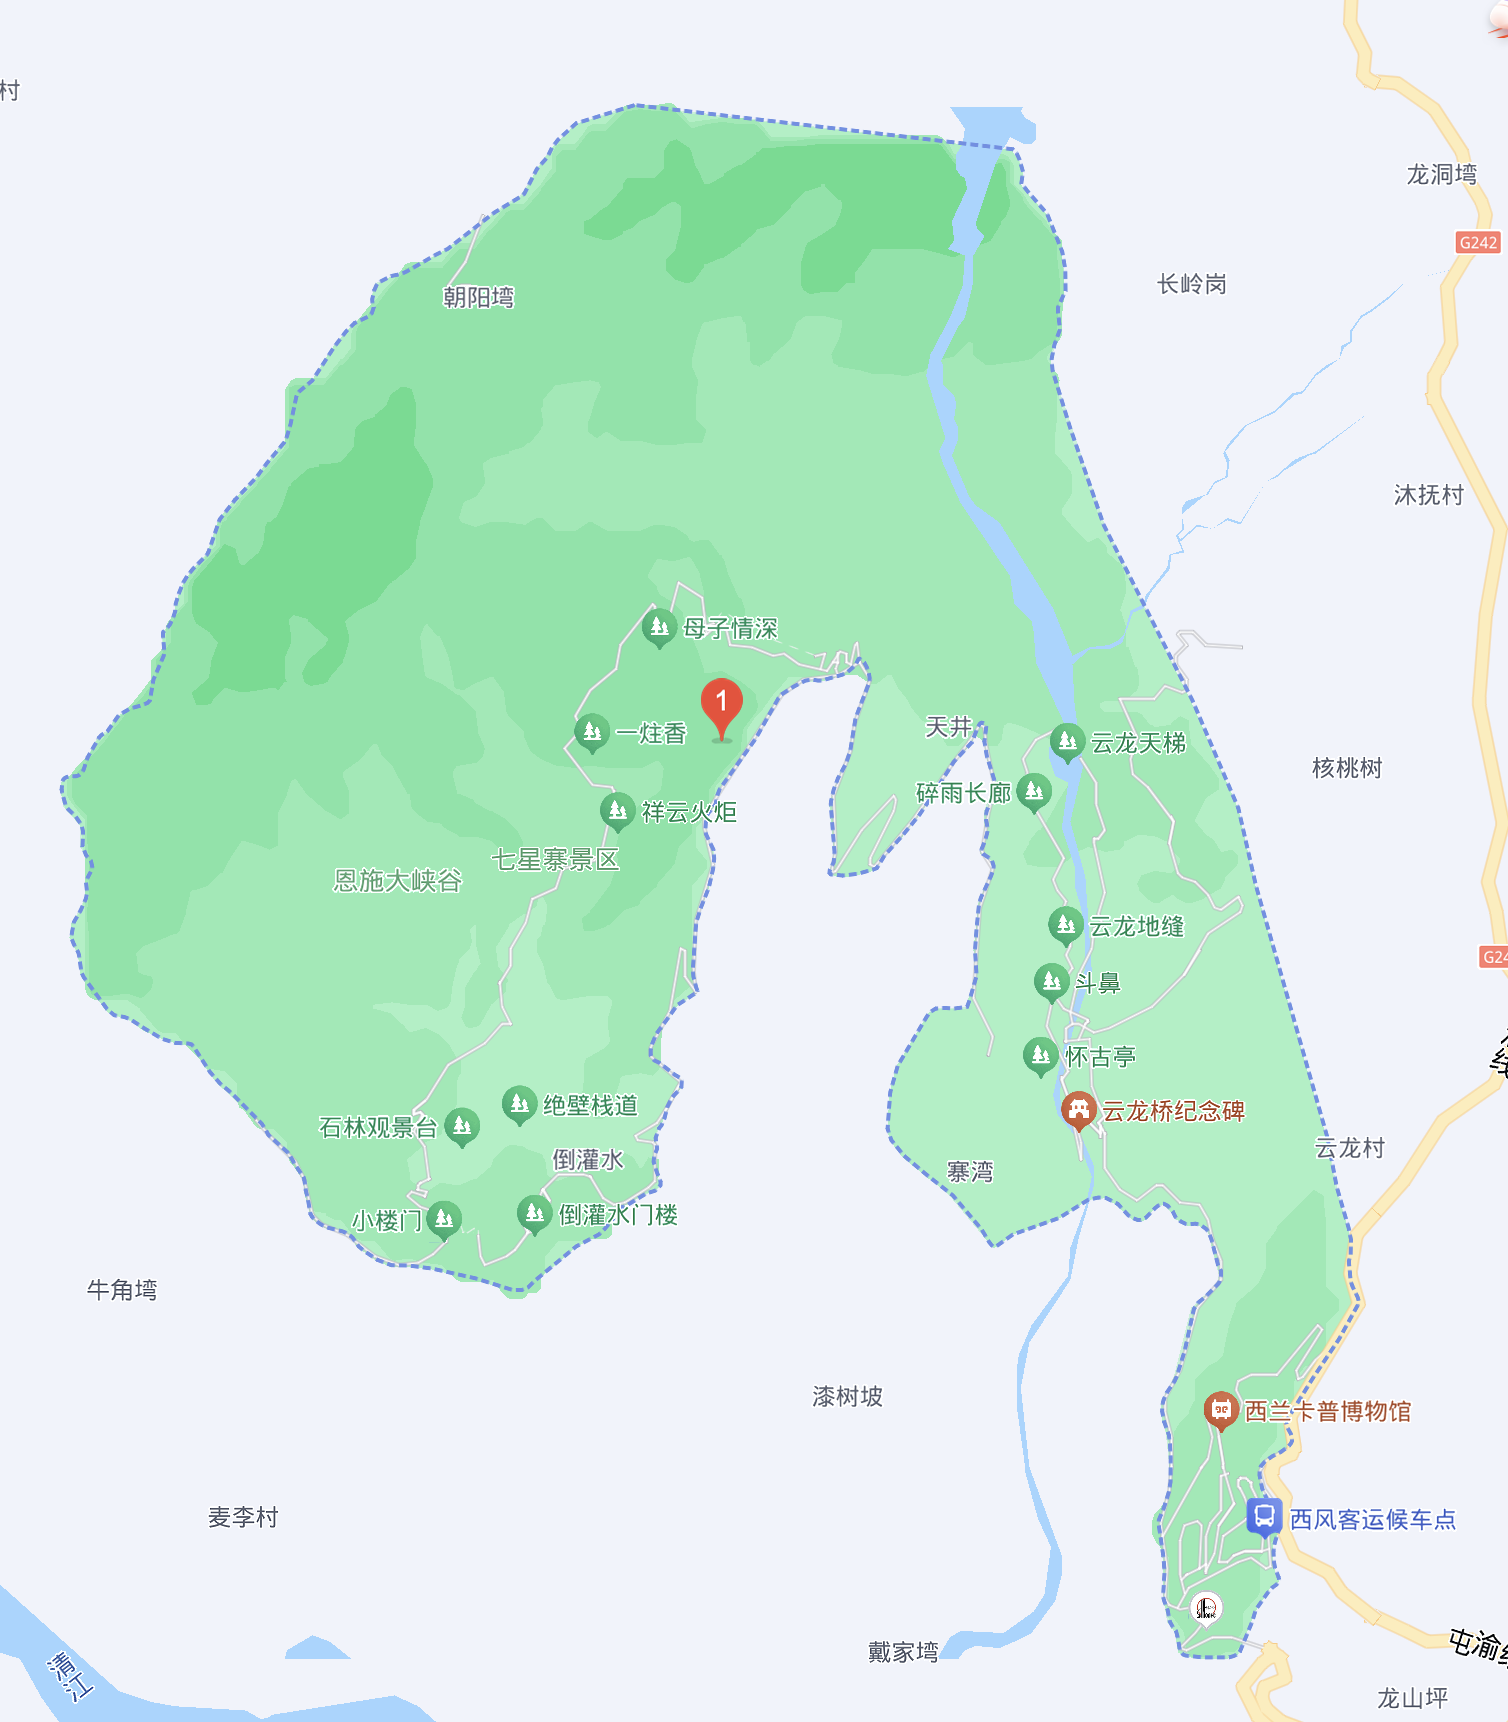 村
龙洞塆
G242
长岭岗
朝阳塆
沐抚村
母子情深
1
一炷香
天井
云龙天梯
核桃树
碎雨长廊
祥云火炬
七星寨景区
恩施大峡谷
云龙地缝
G24
斗鼻
怀古亭
绝壁栈道
云龙桥纪念碑
石林观景台
云龙村
倒灌水
寨湾
小楼门
倒灌水门楼
牛角塆
漆树坡
西兰卡普博物馆
麦李村
西风客运候车点
戴家塆
屯渝线
清江
龙山坪